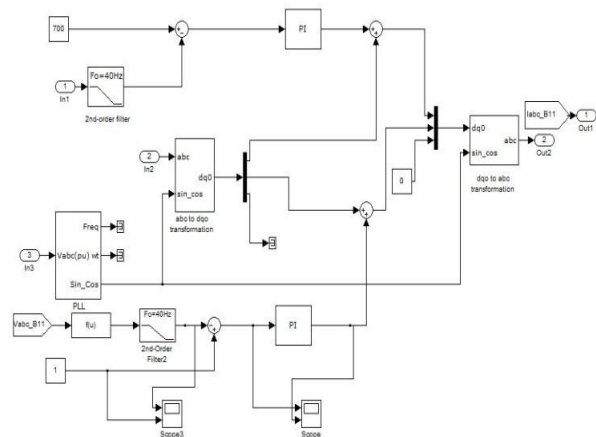 700
PI
Fo=40Hz
1
In1
2nd-order filter
Iabc_B11
1
Out1
2
In2
abc
dq0
sin_cos
abc to dqo
transformation
0
dq0
abc
sin_cos
2
Out2
dqo to abc
transformation
Freq
3
In3
Vabc(pu) wt
Sin_Cos
PLL
Vabc_B11
f(u)
Fo=40Hz
2nd-Order
Filter2
PI
1
Scope3
Scope